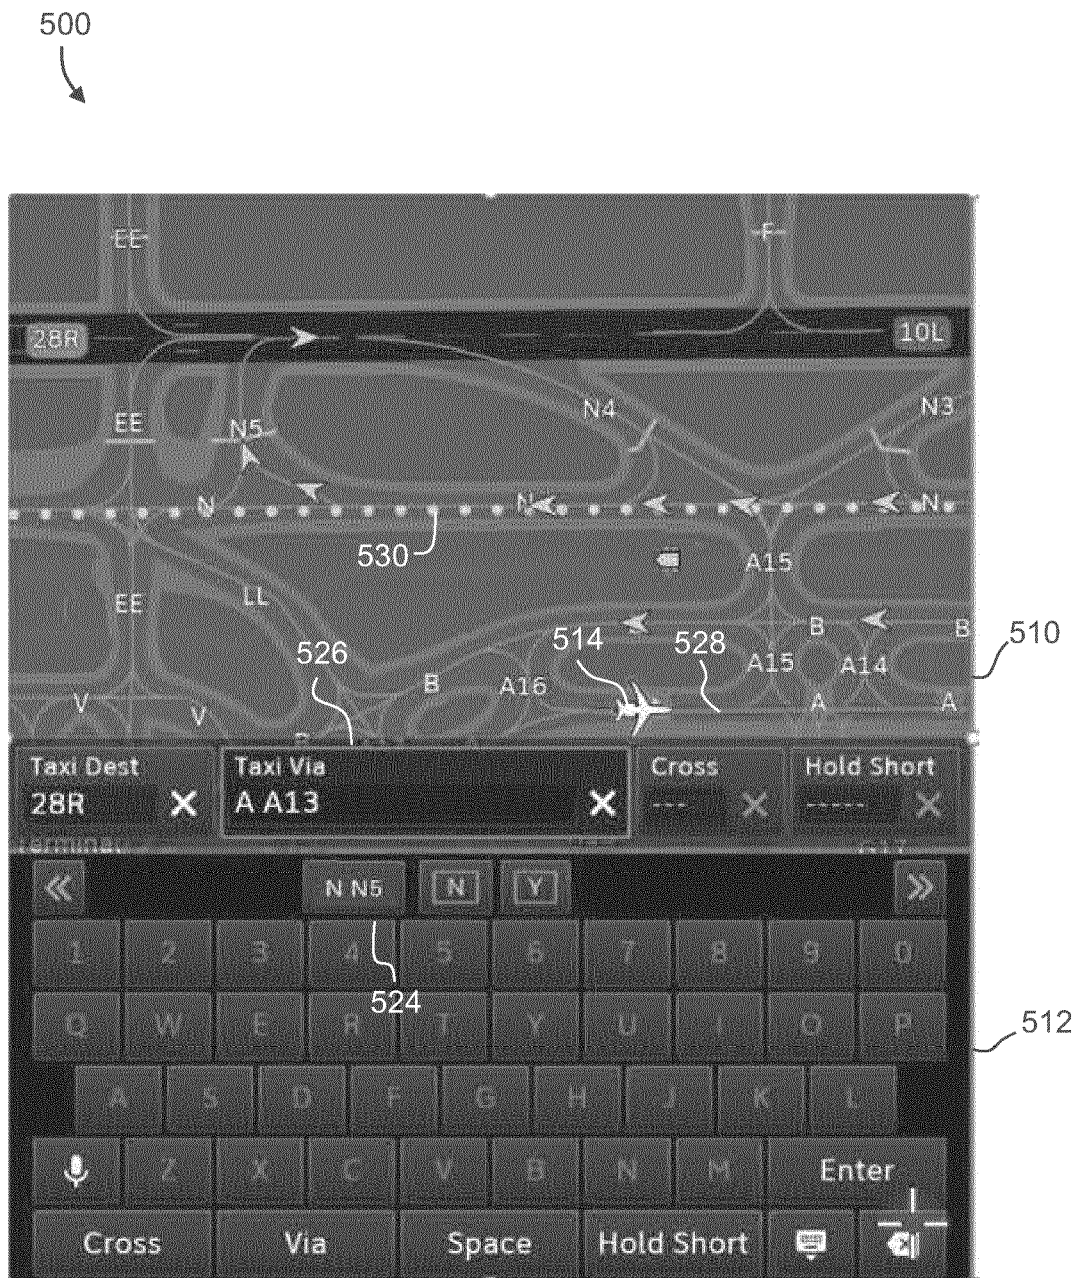 500
EE F
28R 10L
EE N5 N4 N3
N N N
530
A15
EE LL
526 514 528 B B 510
A15 A14
B A16
V V A A
Taxi Dest Taxi Via Cross Hold Short
28R A A13 --- -----
Terminal
« N N5 N Y »
1 2 3 4 5 6 7 8 9 0
524
Q W E R T Y U I O P 512
A S D F G H J K L
Z X C V B N M Enter
Cross Via Space Hold Short